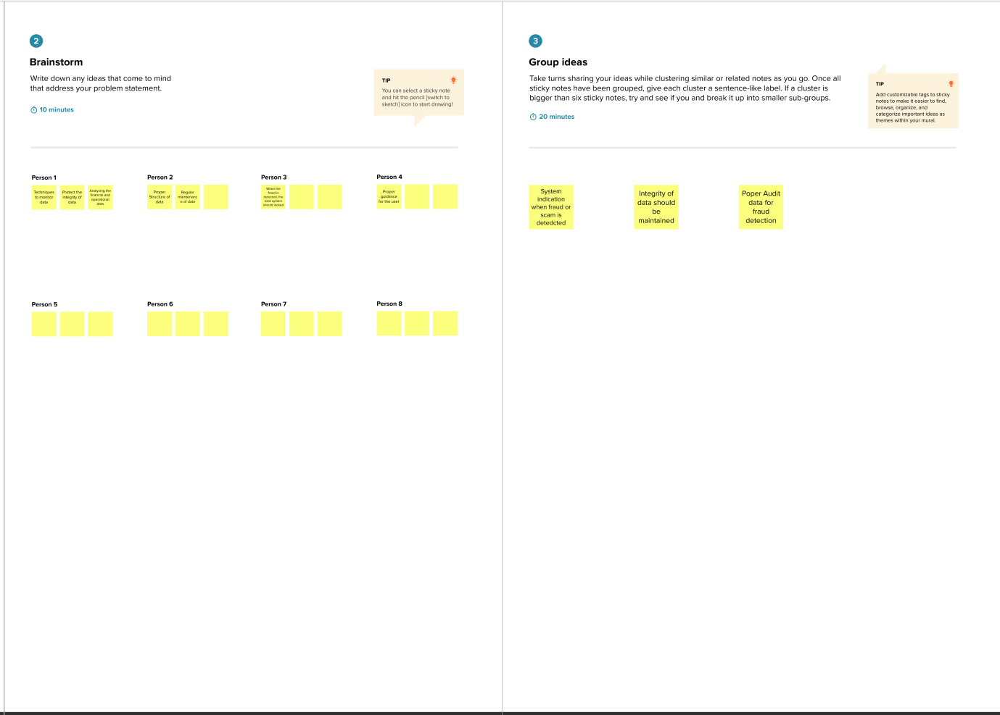 2
Brainstorm
Write down any ideas that come to mind
that address your problem statement.
10 minutes
TIP
You can select a sticky note
and hit the pencil [switch to
sketch] icon to start drawing!
Person 1
Techniques
to monitor
data
Protect the
integrity of
data
Analyzing the
financial and
operational
data
Person 2
Proper
Structure of
data
Regular
maintenanc
e of data
Person 3
When the
fraud is
detected, the
total system
should locked
Person 4
Proper
guidance
for the user
Person 5
Person 6
Person 7
Person 8
3
Group ideas
Take turns sharing your ideas while clustering similar or related notes as you go. Once all
sticky notes have been grouped, give each cluster a sentence-like label. If a cluster is
bigger than six sticky notes, try and see if you and break it up into smaller sub-groups.
20 minutes
TIP
Add customizable tags to sticky
notes to make it easier to find,
browse, organize, and
categorize important ideas as
themes within your mural.
System
indication
when fraud or
scam is
detedcted
Integrity of
data should
be
maintained
Poper Audit
data for
fraud
detection